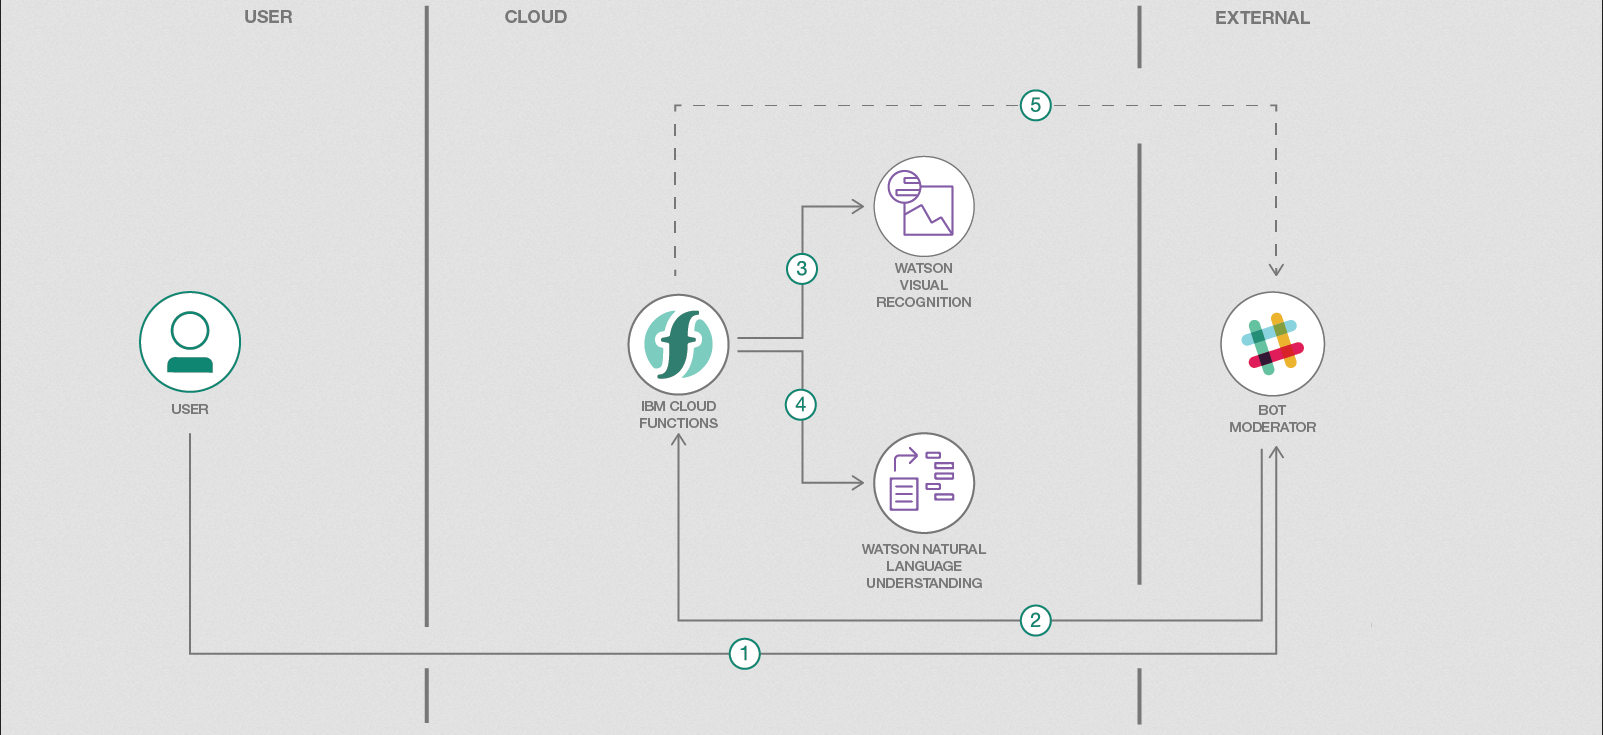 USER
CLOUD
EXTERNAL
5
3
WATSON
VISUAL
RECOGNITION
USER
IBM CLOUD
FUNCTIONS
4
BOT
MODERATOR
WATSON NATURAL
LANGUAGE
UNDERSTANDING
2
1